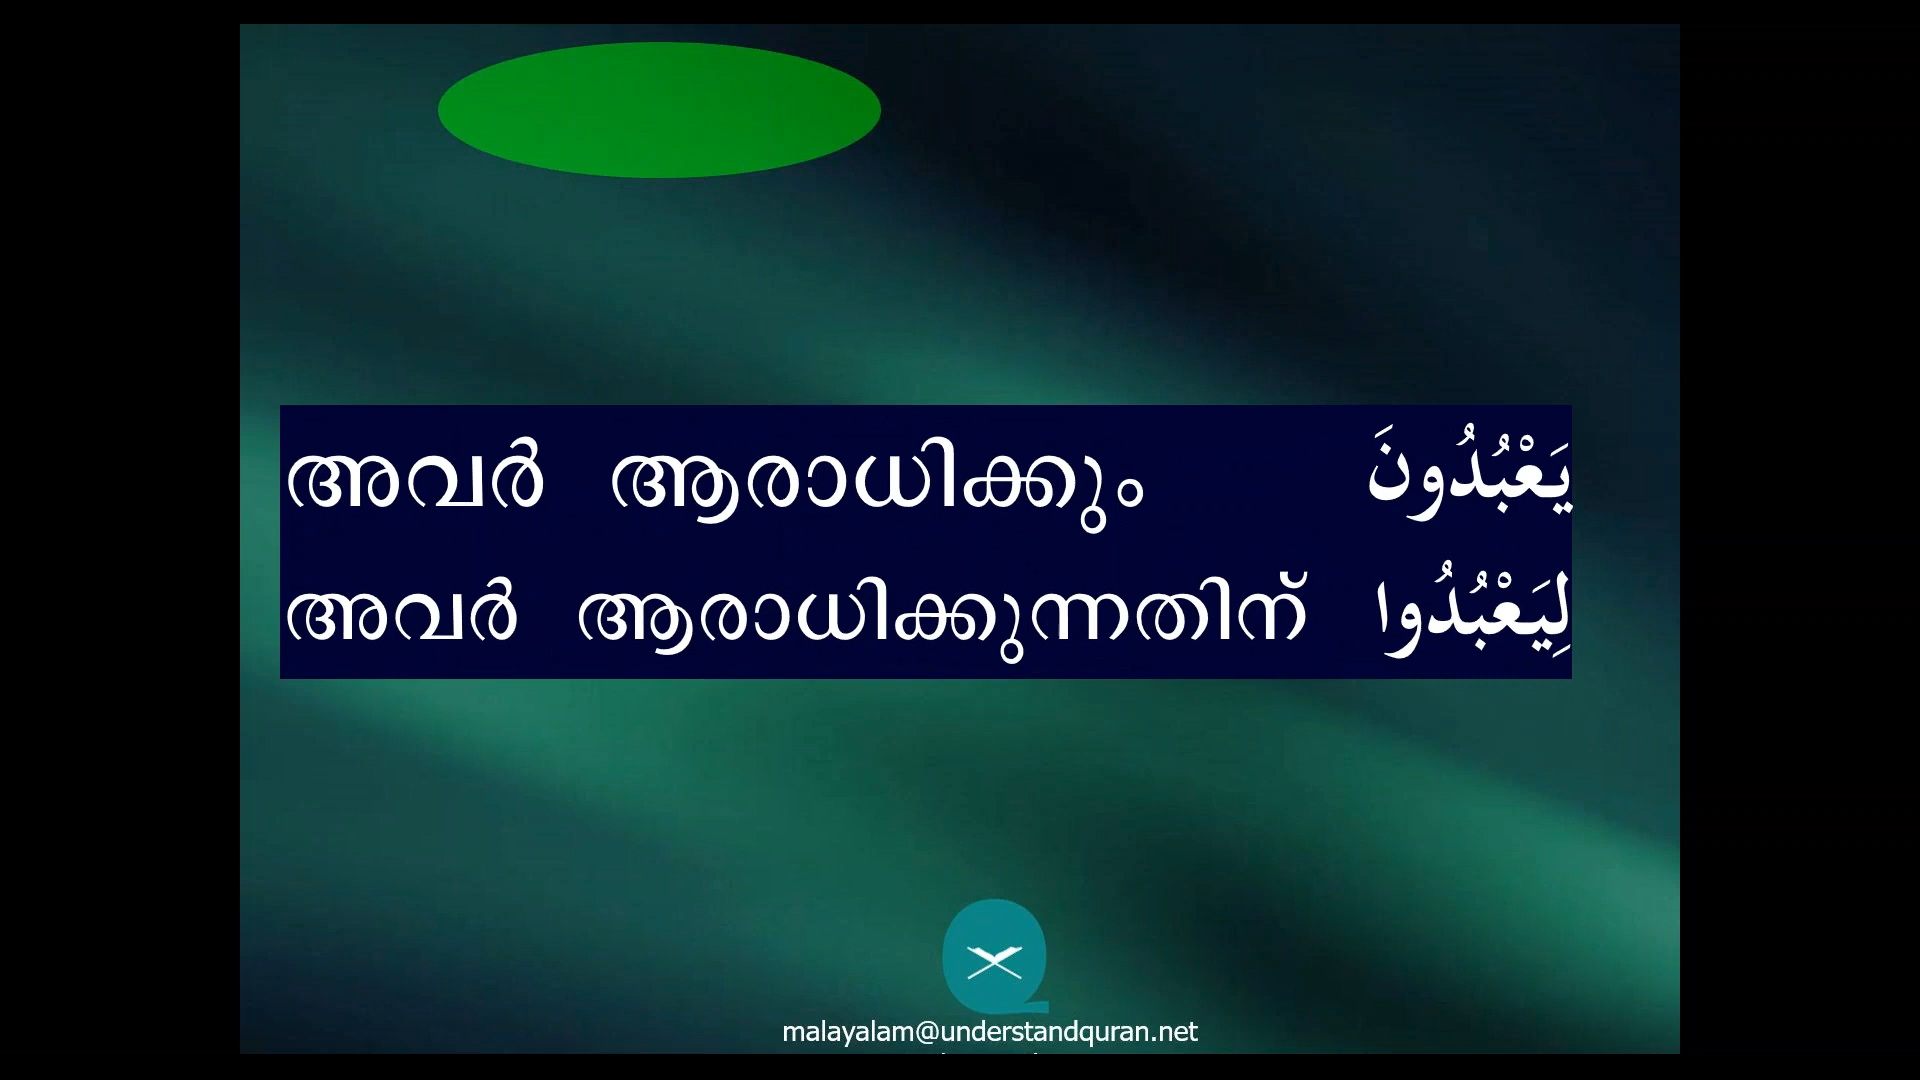 അവർ ആരാധിക്കും يَعْبُدُونَ
അവർ ആരാധിക്കുന്നതിന് لِيَعْبُدُوا
malayalam@understandquran.net